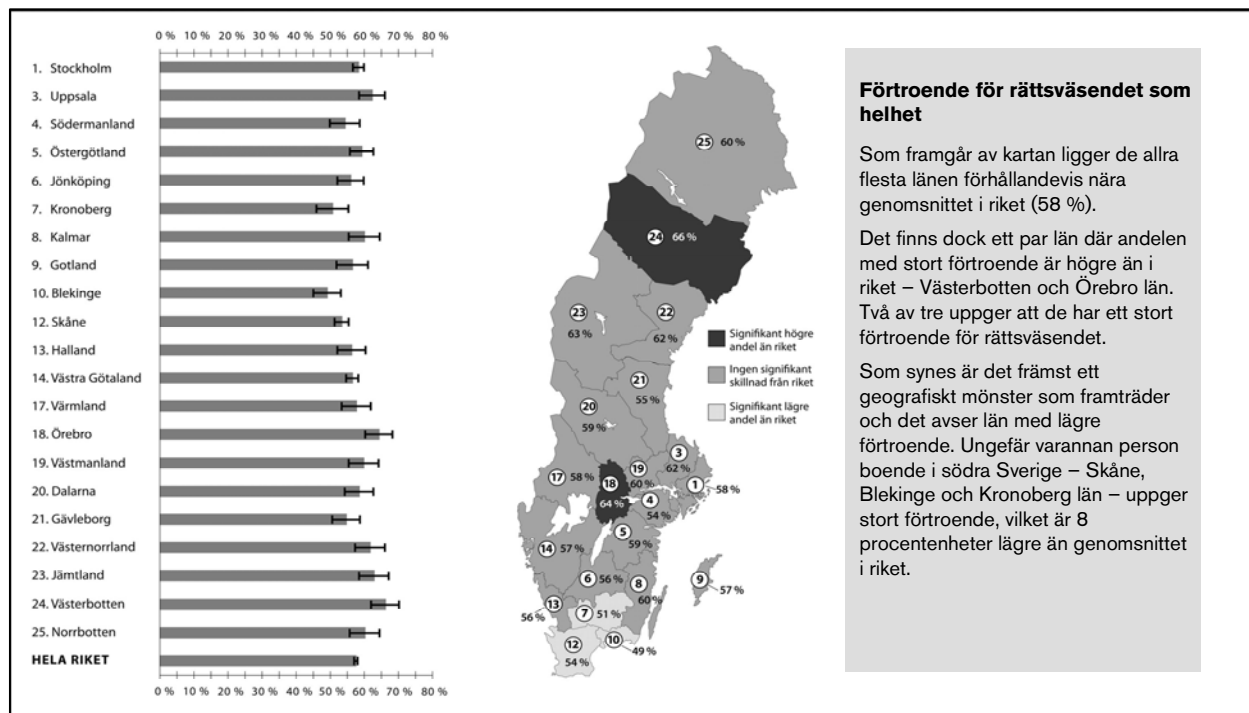 0 % 10 % 20 % 30 % 40 % 50 % 60 % 70 % 80 %
1. Stockholm
3. Uppsala
4. Södermanland
5. Östergötland
6. Jönköping
7. Kronoberg
8. Kalmar
9. Gotland
10. Blekinge
12. Skåne
13. Halland
14. Västra Götaland
17. Värmland
18. Örebro
19. Västmanland
20. Dalarna
21. Gävleborg
22. Västernorrland
23. Jämtland
24. Västerbotten
25. Norrbotten
HELA RIKET
0 % 10 % 20 % 30 % 40 % 50 % 60 % 70 % 80 %
25 60 %
24 66 %
23
63 %
22
62 %
21
55 %
20
59 %
3
62 %
19
60 %
17 58 %
18
64 %
1
58 %
4
54 %
5
59 %
14 57 %
6 56 %
8
60 %
9
57 %
13
56 %
7 51 %
12
54 %
10
49 %
Signifikant högre
andel än riket
Ingen signifikant
skillnad från riket
Signifikant lägre
andel än riket
Förtroende för rättsväsendet som
helhet
Som framgår av kartan ligger de allra
flesta länen förhållandevis nära
genomsnittet i riket (58 %).
Det finns dock ett par län där andelen
med stort förtroende är högre än i
riket – Västerbotten och Örebro län.
Två av tre uppger att de har ett stort
förtroende för rättsväsendet.
Som synes är det främst ett
geografiskt mönster som framträder
och det avser län med lägre
förtroende. Ungefär varannan person
boende i södra Sverige – Skåne,
Blekinge och Kronoberg län – uppger
stort förtroende, vilket är 8
procentenheter lägre än genomsnittet
i riket.